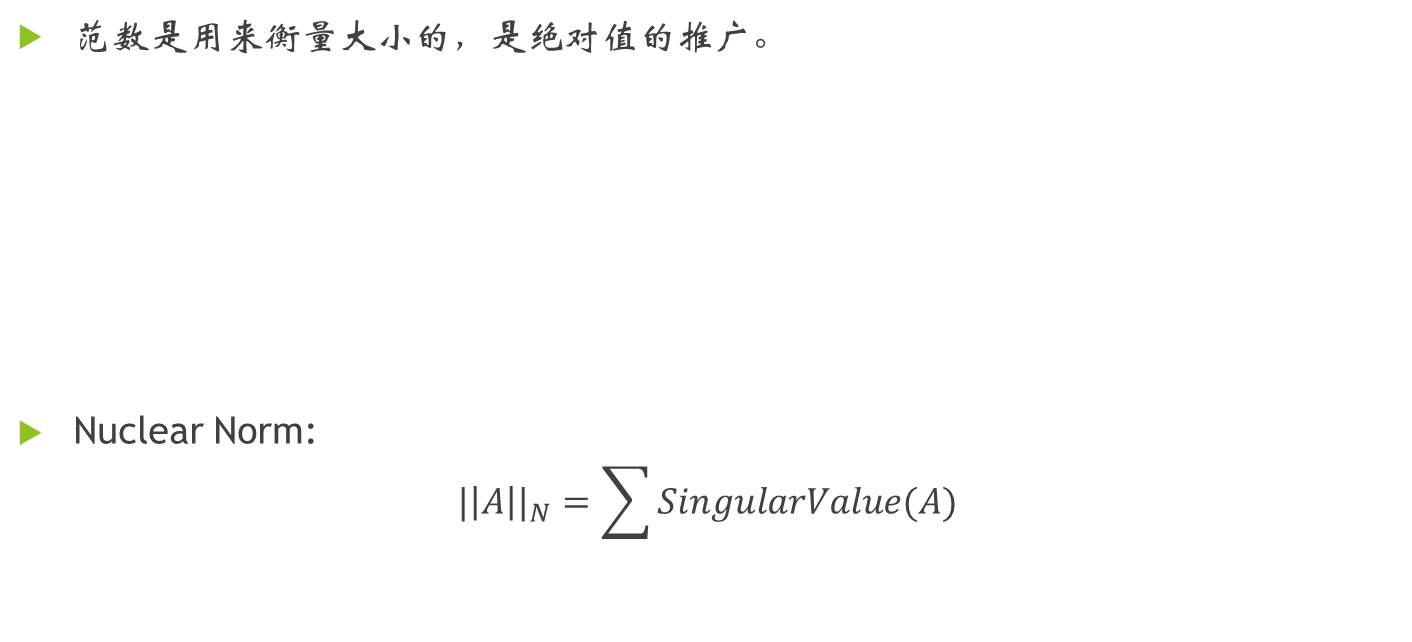 范数是用来衡量大小的，是绝对值的推广。
Nuclear Norm:
||A||_N = ∑ SingularValue(A)